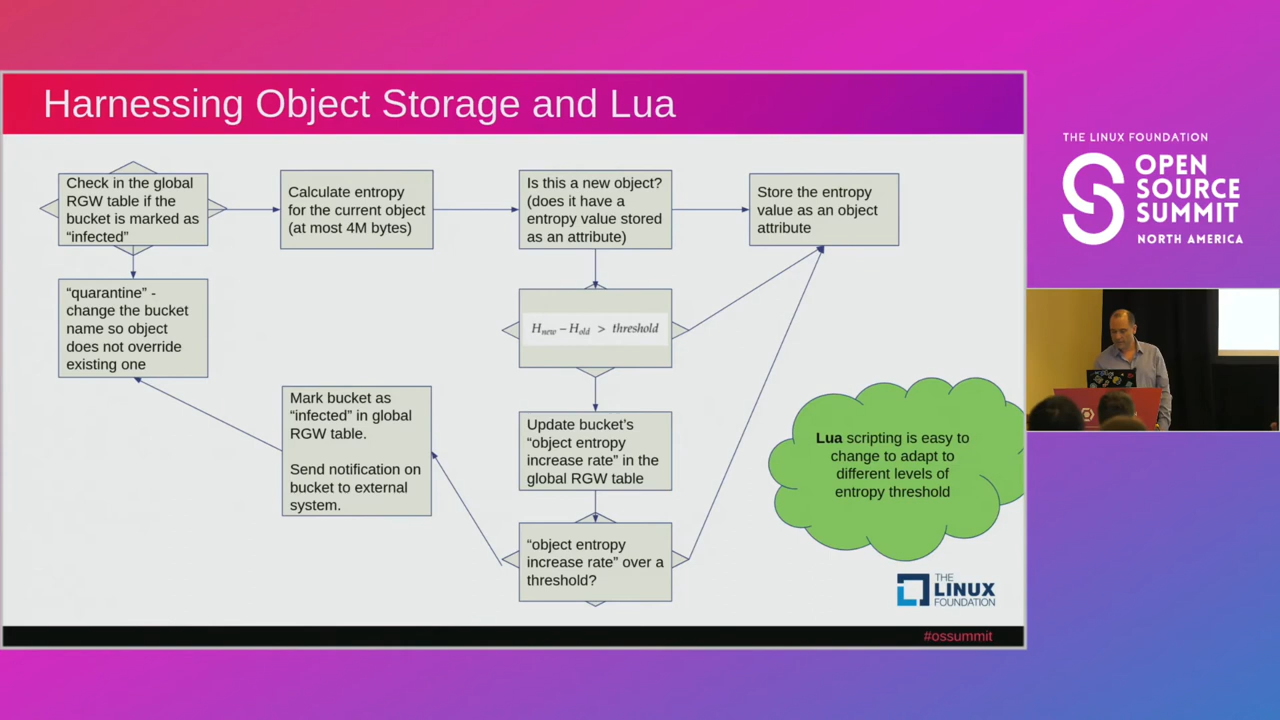 Harnessing Object Storage and Lua
Check in the global
RGW table if the
bucket is marked as
“infected”
Calculate entropy
for the current object
(at most 4M bytes)
Is this a new object?
(does it have a
entropy value stored
as an attribute)
Store the entropy
value as an object
attribute
“quarantine” -
change the bucket
name so object
does not override
existing one
Hnew – Hold > threshold
Mark bucket as
“infected” in global
RGW table.
Send notification on
bucket to external
system.
Update bucket’s
“object entropy
increase rate” in the
global RGW table
“object entropy
increase rate” over a
threshold?
Lua scripting is easy to
change to adapt to
different levels of
entropy threshold
THE
LINUX
FOUNDATION
#ossummit
THE LINUX FOUNDATION
OPEN
SOURCE
SUMMIT
NORTH AMERICA